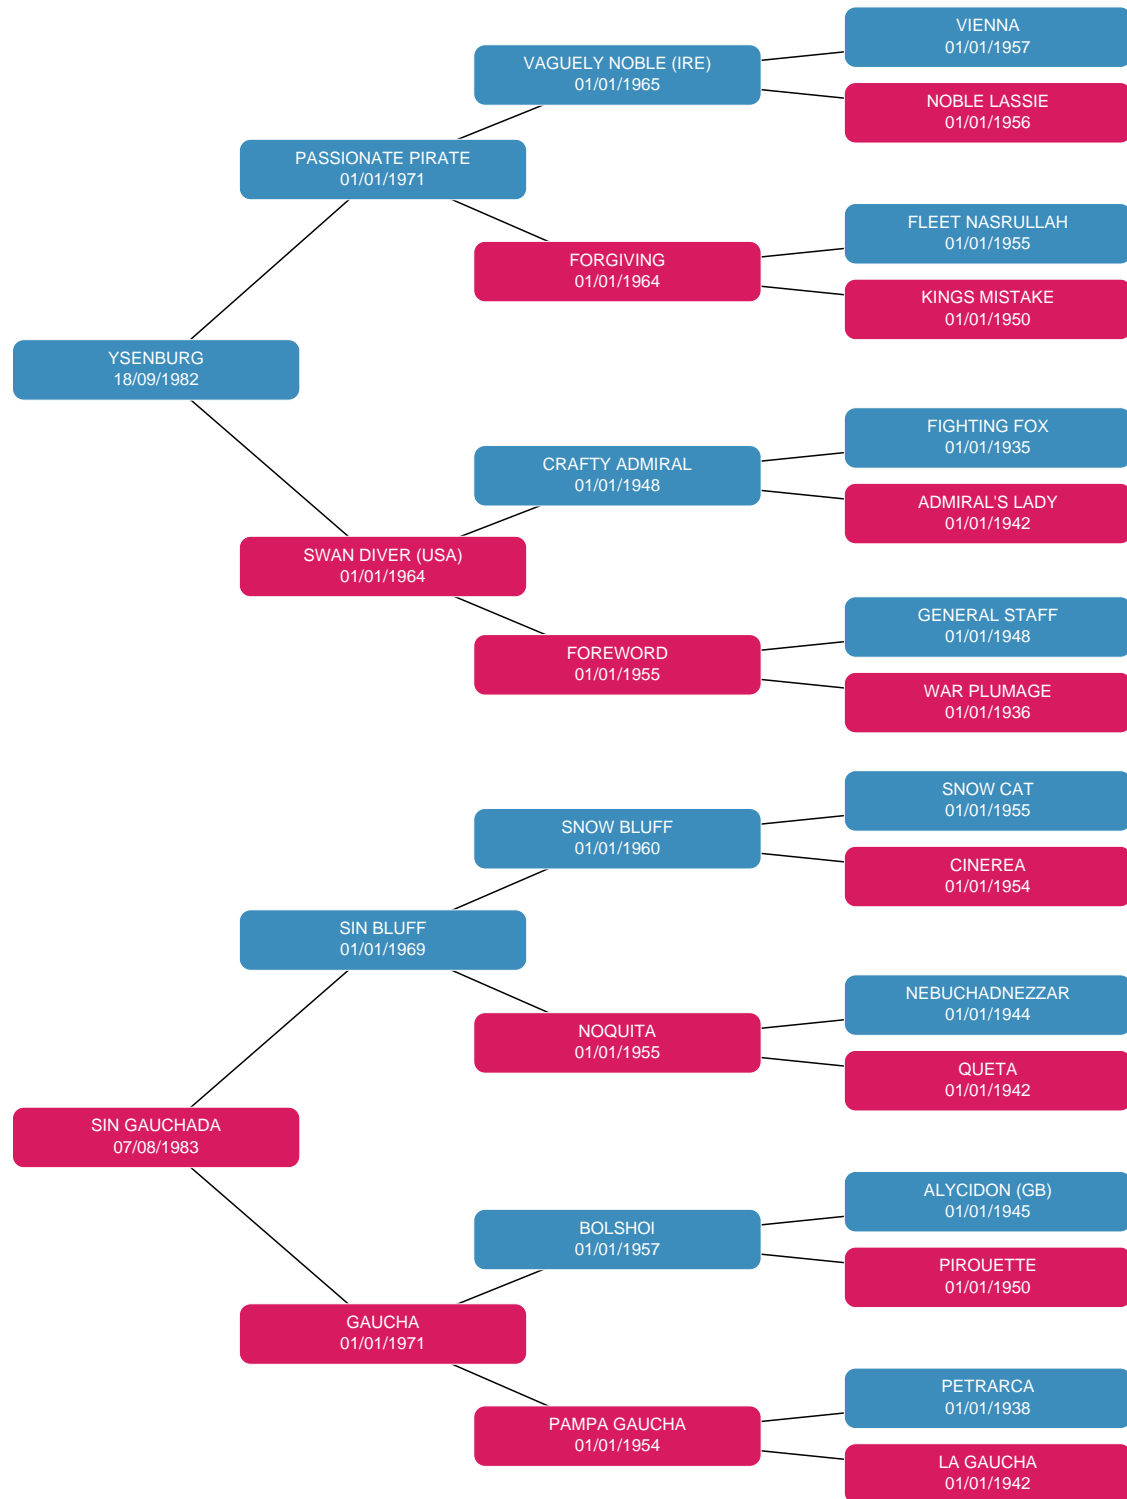 VIENNA
01/01/1957
VAGUELY NOBLE (IRE)
01/01/1965
NOBLE LASSIE
01/01/1956
PASSIONATE PIRATE
01/01/1971
FLEET NASRULLAH
01/01/1955
FORGIVING
01/01/1964
KINGS MISTAKE
01/01/1950
YSENBURG
18/09/1982
FIGHTING FOX
01/01/1935
CRAFTY ADMIRAL
01/01/1948
ADMIRAL'S LADY
01/01/1942
SWAN DIVER (USA)
01/01/1964
GENERAL STAFF
01/01/1948
FOREWORD
01/01/1955
WAR PLUMAGE
01/01/1936
SNOW CAT
01/01/1955
SNOW BLUFF
01/01/1960
CINEREA
01/01/1954
SIN BLUFF
01/01/1969
NEBUCHADNEZZAR
01/01/1944
NOQUITA
01/01/1955
QUETA
01/01/1942
SIN GAUCHADA
07/08/1983
ALYCIDON (GB)
01/01/1945
BOLSHOI
01/01/1957
PIROUETTE
01/01/1950
GAUCHA
01/01/1971
PETRARCA
01/01/1938
PAMPA GAUCHA
01/01/1954
LA GAUCHA
01/01/1942